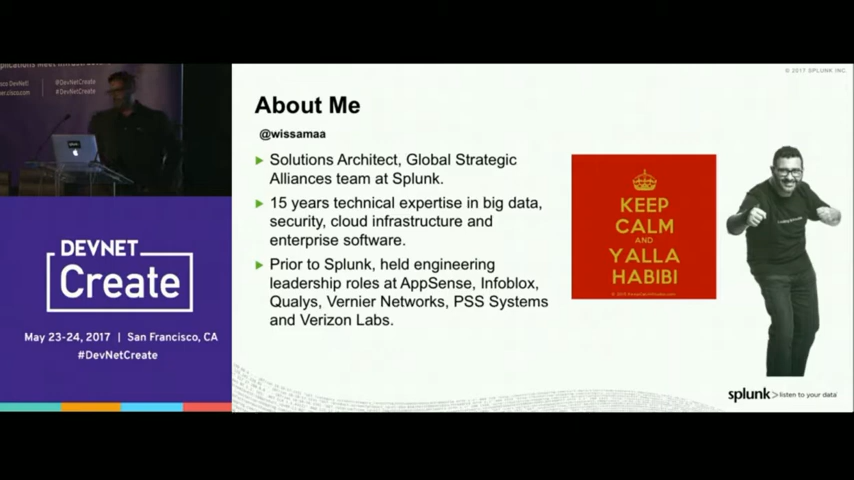 © 2017 SPLUNK INC.
#DevNetCreate
#DevNetCreate
About Me
@wissamaa
Solutions Architect, Global Strategic
Alliances team at Splunk.
15 years technical expertise in big data,
security, cloud infrastructure and
enterprise software.
Prior to Splunk, held engineering
leadership roles at AppSense, Infoblox,
Qualys, Vernier Networks, PSS Systems
and Verizon Labs.
KEEP
CALM
AND
YALLA
HABIBI
DEVNET
Create
May 23-24, 2017 | San Francisco, CA
#DevNetCreate
splunk> listen to your data